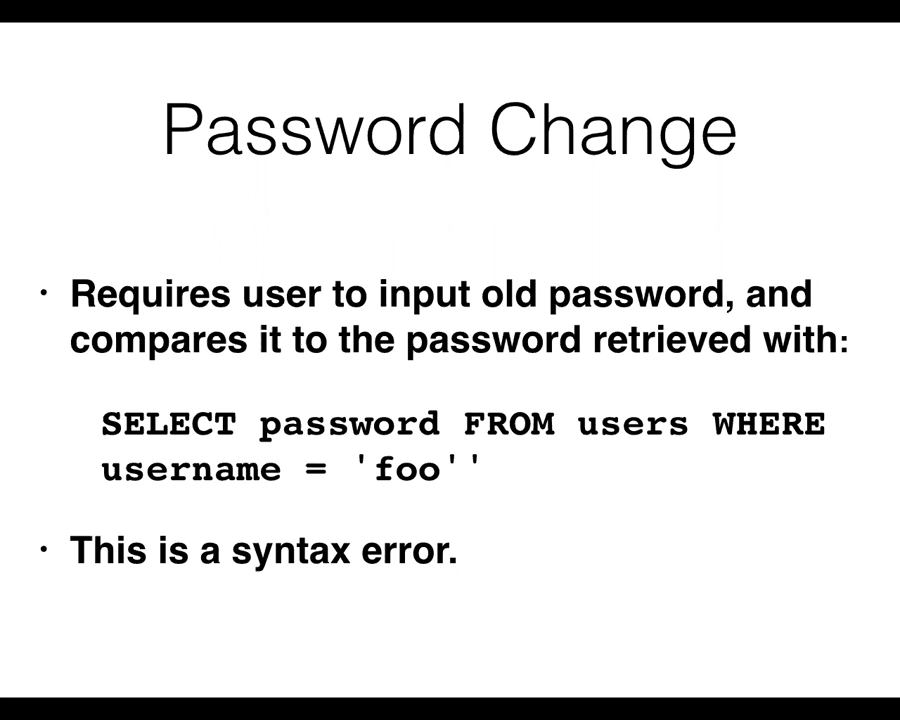 Password Change
• Requires user to input old password, and
compares it to the password retrieved with:
SELECT password FROM users WHERE
username = 'foo''
• This is a syntax error.